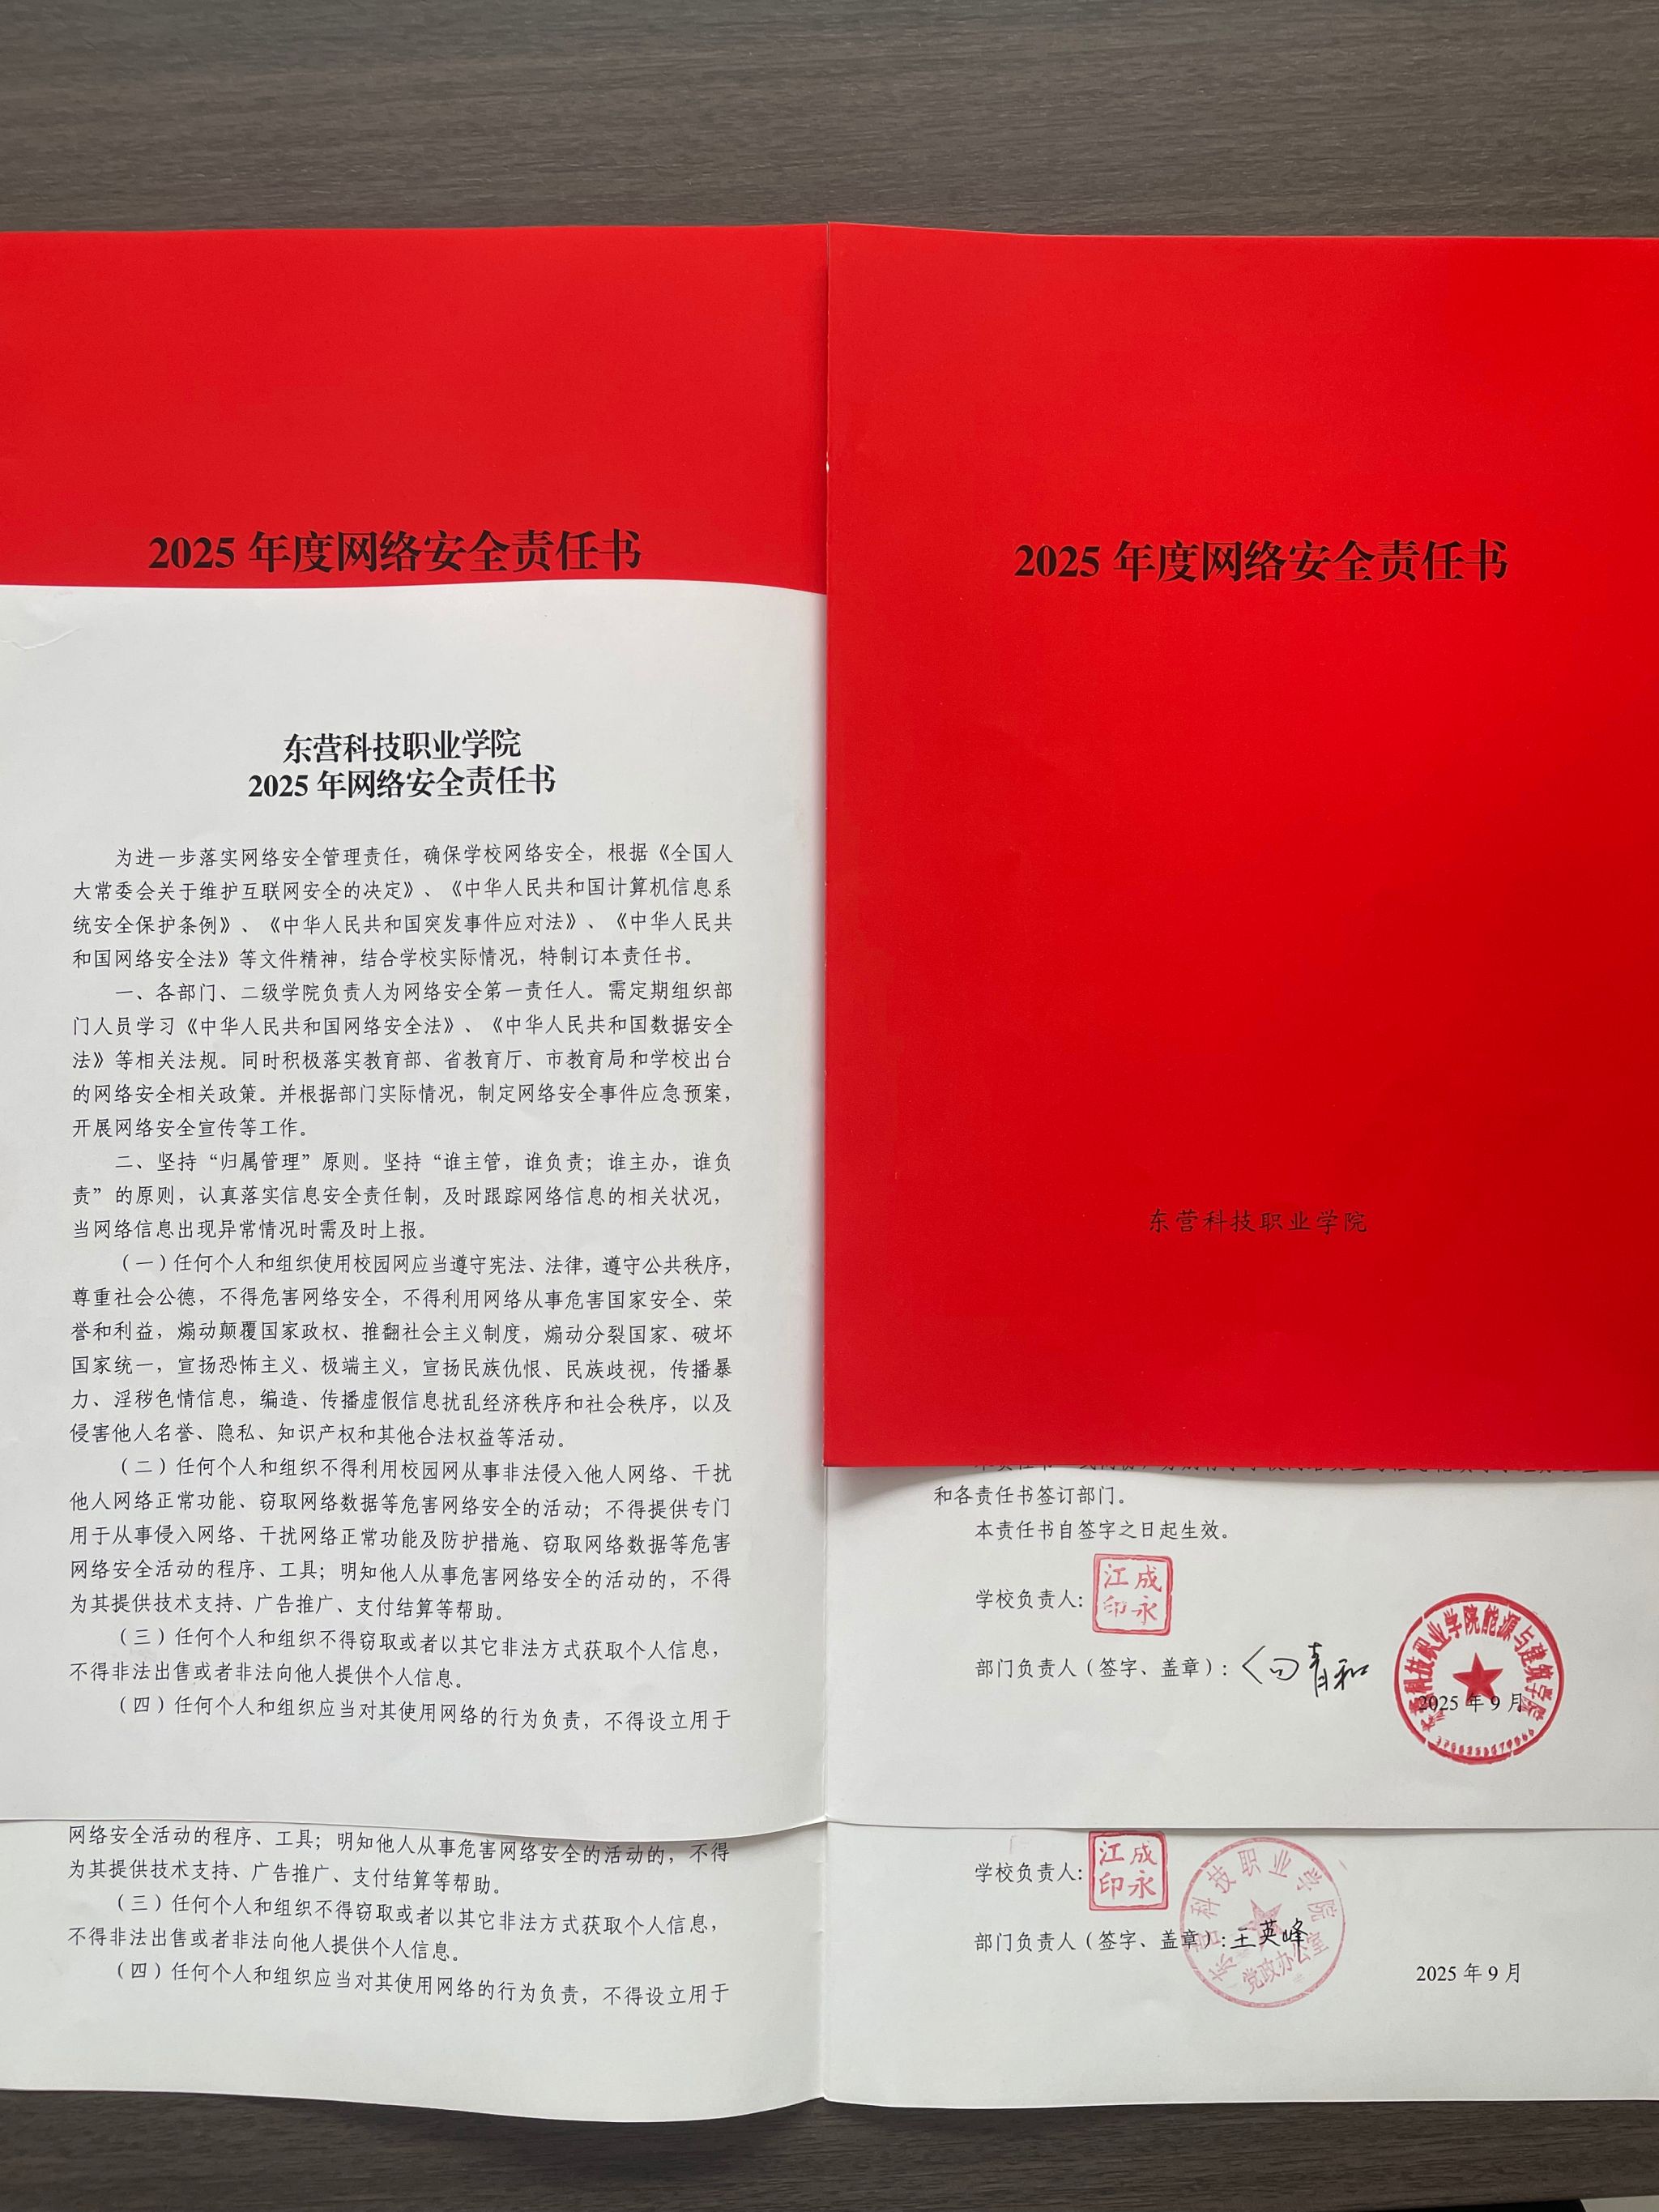 2025 年度网络安全责任书
东营科技职业学院
2025 年网络安全责任书
为进一步落实网络安全管理责任，确保学校网络安全，根据《全国人
大常委会关于维护互联网安全的决定》、《中华人民共和国计算机信息系
统安全保护条例》、《中华人民共和国突发事件应对法》、《中华人民共
和国网络安全法》等文件精神，结合学校实际情况，特制订本责任书。
一、各部门、二级学院负责人为网络安全第一责任人。需定期组织部
门人员学习《中华人民共和国网络安全法》、《中华人民共和国数据安全
法》等相关法规。同时积极落实教育部、省教育厅、市教育局和学校出台
的网络安全相关政策。并根据部门实际情况，制定网络安全事件应急预案，
开展网络安全宣传等工作。
二、坚持“归属管理”原则。坚持“谁主管，谁负责；谁主办，谁负
责”的原则，认真落实信息安全责任制，及时跟踪网络信息的相关状况，
当网络信息出现异常情况时需及时上报。
（一）任何个人和组织使用校园网应当遵守宪法、法律，遵守公共秩序，
尊重社会公德，不得危害网络安全，不得利用网络从事危害国家安全、荣
誉和利益，煽动颠覆国家政权、推翻社会主义制度，煽动分裂国家、破坏
国家统一，宣扬恐怖主义、极端主义，宣扬民族仇恨、民族歧视，传播暴
力、淫秽色情信息，编造、传播虚假信息扰乱经济秩序和社会秩序，以及
侵害他人名誉、隐私、知识产权和其他合法权益等活动。
（二）任何个人和组织不得利用校园网从事非法侵入他人网络、干扰
他人网络正常功能、窃取网络数据等危害网络安全的活动；不得提供专门
用于从事侵入网络、干扰网络正常功能及防护措施、窃取网络数据等危害
网络安全活动的程序、工具；明知他人从事危害网络安全的活动的，不得
为其提供技术支持、广告推广、支付结算等帮助。
（三）任何个人和组织不得窃取或者以其它非法方式获取个人信息，
不得非法出售或者非法向他人提供个人信息。
（四）任何个人和组织应当对其使用网络的行为负责，不得设立用于
网络安全活动的程序、工具；明知他人从事危害网络安全的活动的，不得
为其提供技术支持、广告推广、支付结算等帮助。
（三）任何个人和组织不得窃取或者以其它非法方式获取个人信息，
不得非法出售或者非法向他人提供个人信息。
（四）任何个人和组织应当对其使用网络的行为负责，不得设立用于
2025 年度网络安全责任书
东营科技职业学院
和各责任书签订部门。
本责任书自签字之日起生效。
学校负责人：
江成永印
部门负责人（签字、盖章）：
青和
东营科技职业学院能源与建筑学院
2025 年 9 月
学校负责人：
江成永印
部门负责人（签字、盖章）：王英峰
东营科技职业学院
党政办公室
2025 年 9 月